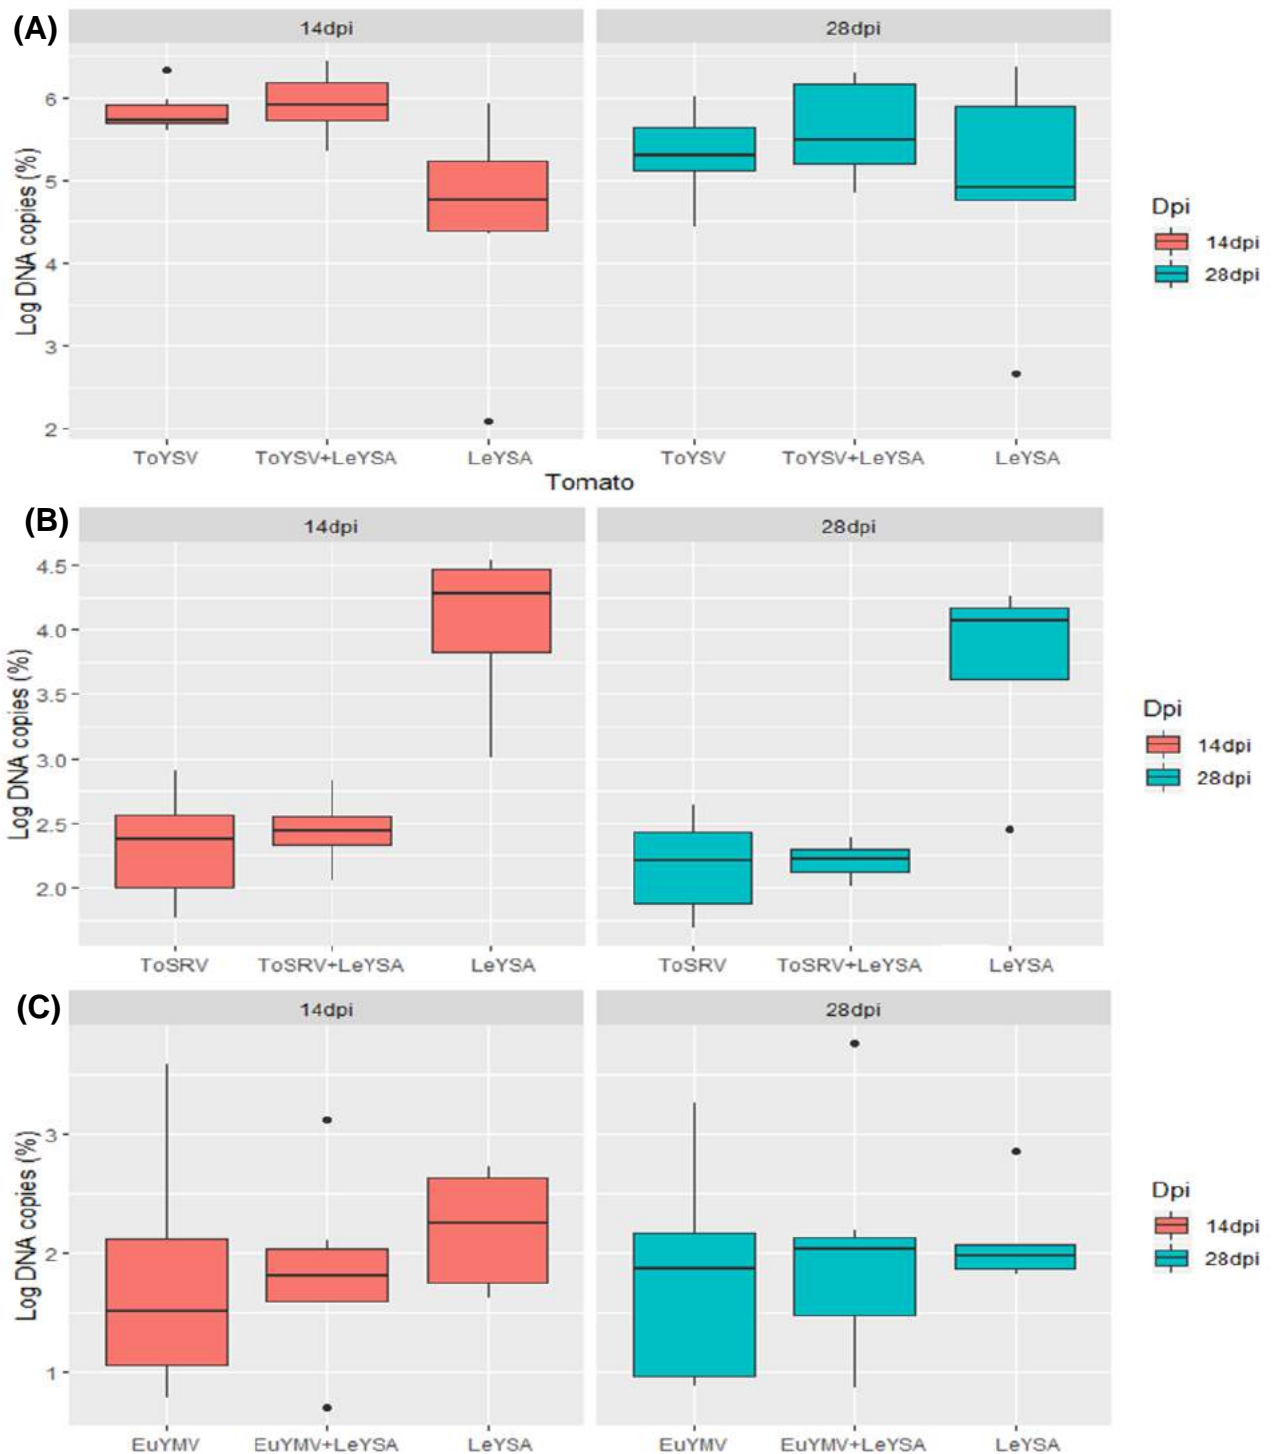 (A)
14dpi
28dpi
Log DNA copies (%)
6
5
4
3
2
ToYSV
ToYSV+LeYSA
LeYSA
ToYSV
ToYSV+LeYSA
LeYSA
Tomato
Dpi
14dpi
28dpi
(B)
14dpi
28dpi
Log DNA copies (%)
4.5
4.0
3.5
3.0
2.5
2.0
ToSRV
ToSRV+LeYSA
LeYSA
ToSRV
ToSRV+LeYSA
LeYSA
Dpi
14dpi
28dpi
(C)
14dpi
28dpi
Log DNA copies (%)
3
2
1
EuYMV
EuYMV+LeYSA
LeYSA
EuYMV
EuYMV+LeYSA
LeYSA
Dpi
14dpi
28dpi